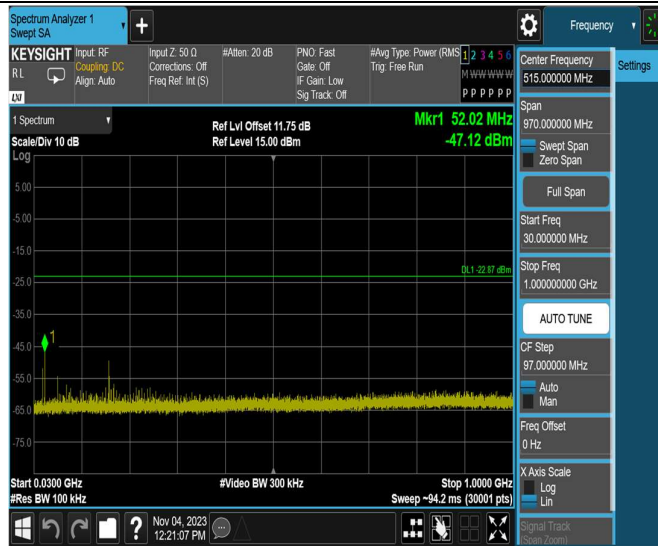 Spectrum Analyzer 1
Swept SA
Frequency
KEYSIGHT
R L
LXI
Input: RF
Coupling: DC
Align: Auto
Input Z: 50 Ω
Corrections: Off
Freq Ref: Int (S)
#Atten: 20 dB
PNO: Fast
Gate: Off
IF Gain: Low
Sig Track: Off
#Avg Type: Power (RMS
Trig: Free Run
1 2 3 4 5 6
M W W W W W
P P P P P P
1 Spectrum
Scale/Div 10 dB
Log
Ref Lvl Offset 11.75 dB
Ref Level 15.00 dBm
Mkr1 52.02 MHz
-47.12 dBm
5.00
-5.00
-15.0
DL1 -22.87 dBm
-25.0
-35.0
1
-45.0
-55.0
-65.0
-75.0
Start 0.0300 GHz
#Res BW 100 kHz
#Video BW 300 kHz
Stop 1.0000 GHz
Sweep ~94.2 ms (30001 pts)
?
Nov 04, 2023
12:21:07 PM
Center Frequency
515.000000 MHz
Span
970.000000 MHz
Swept Span
Zero Span
Full Span
Start Freq
30.000000 MHz
Stop Freq
1.000000000 GHz
AUTO TUNE
CF Step
97.000000 MHz
Auto
Man
Freq Offset
0 Hz
X Axis Scale
Log
Lin
Signal Track
(Span Zoom)
Settings